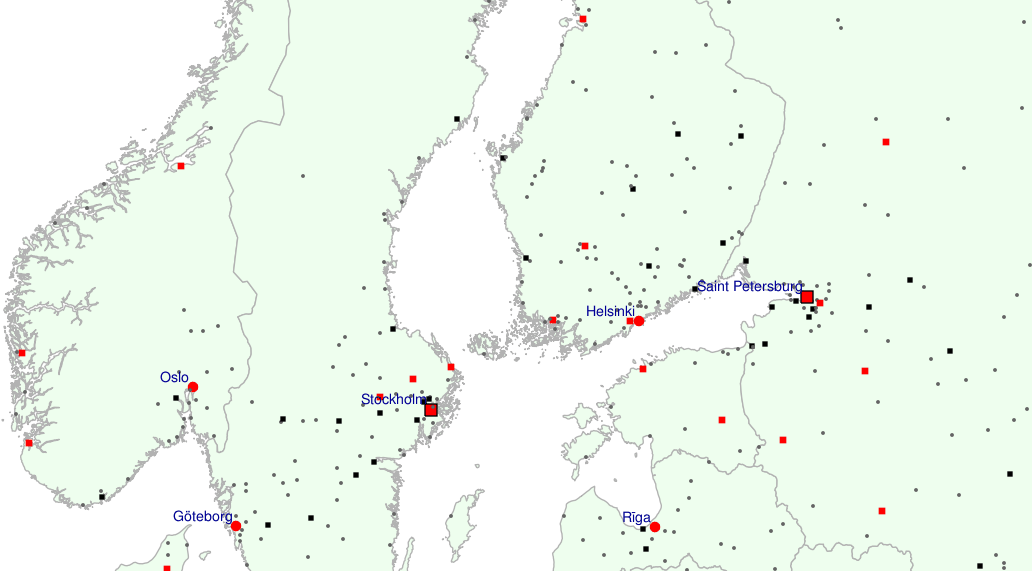 Saint Petersburg
Helsinki
Oslo
Stockholm
Göteborg
Rīga